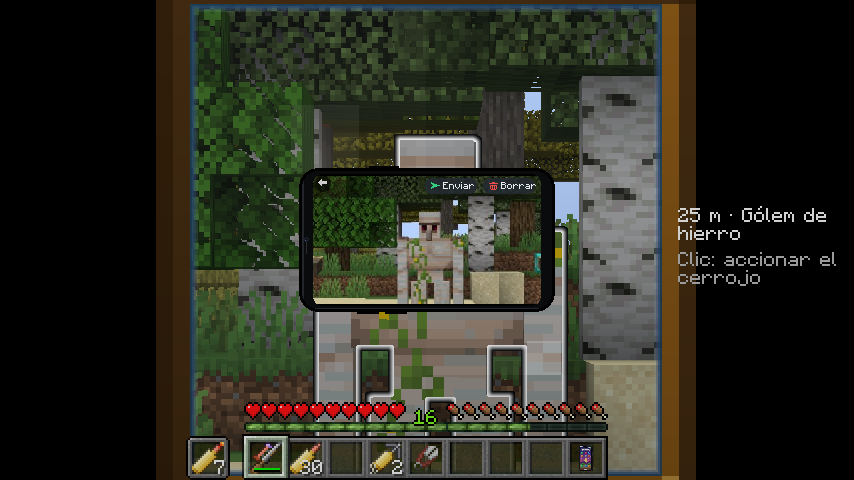 Enviar
Borrar
25 m · Gólem de
hierro
Clic: accionar el
cerrojo
16
7
30
2